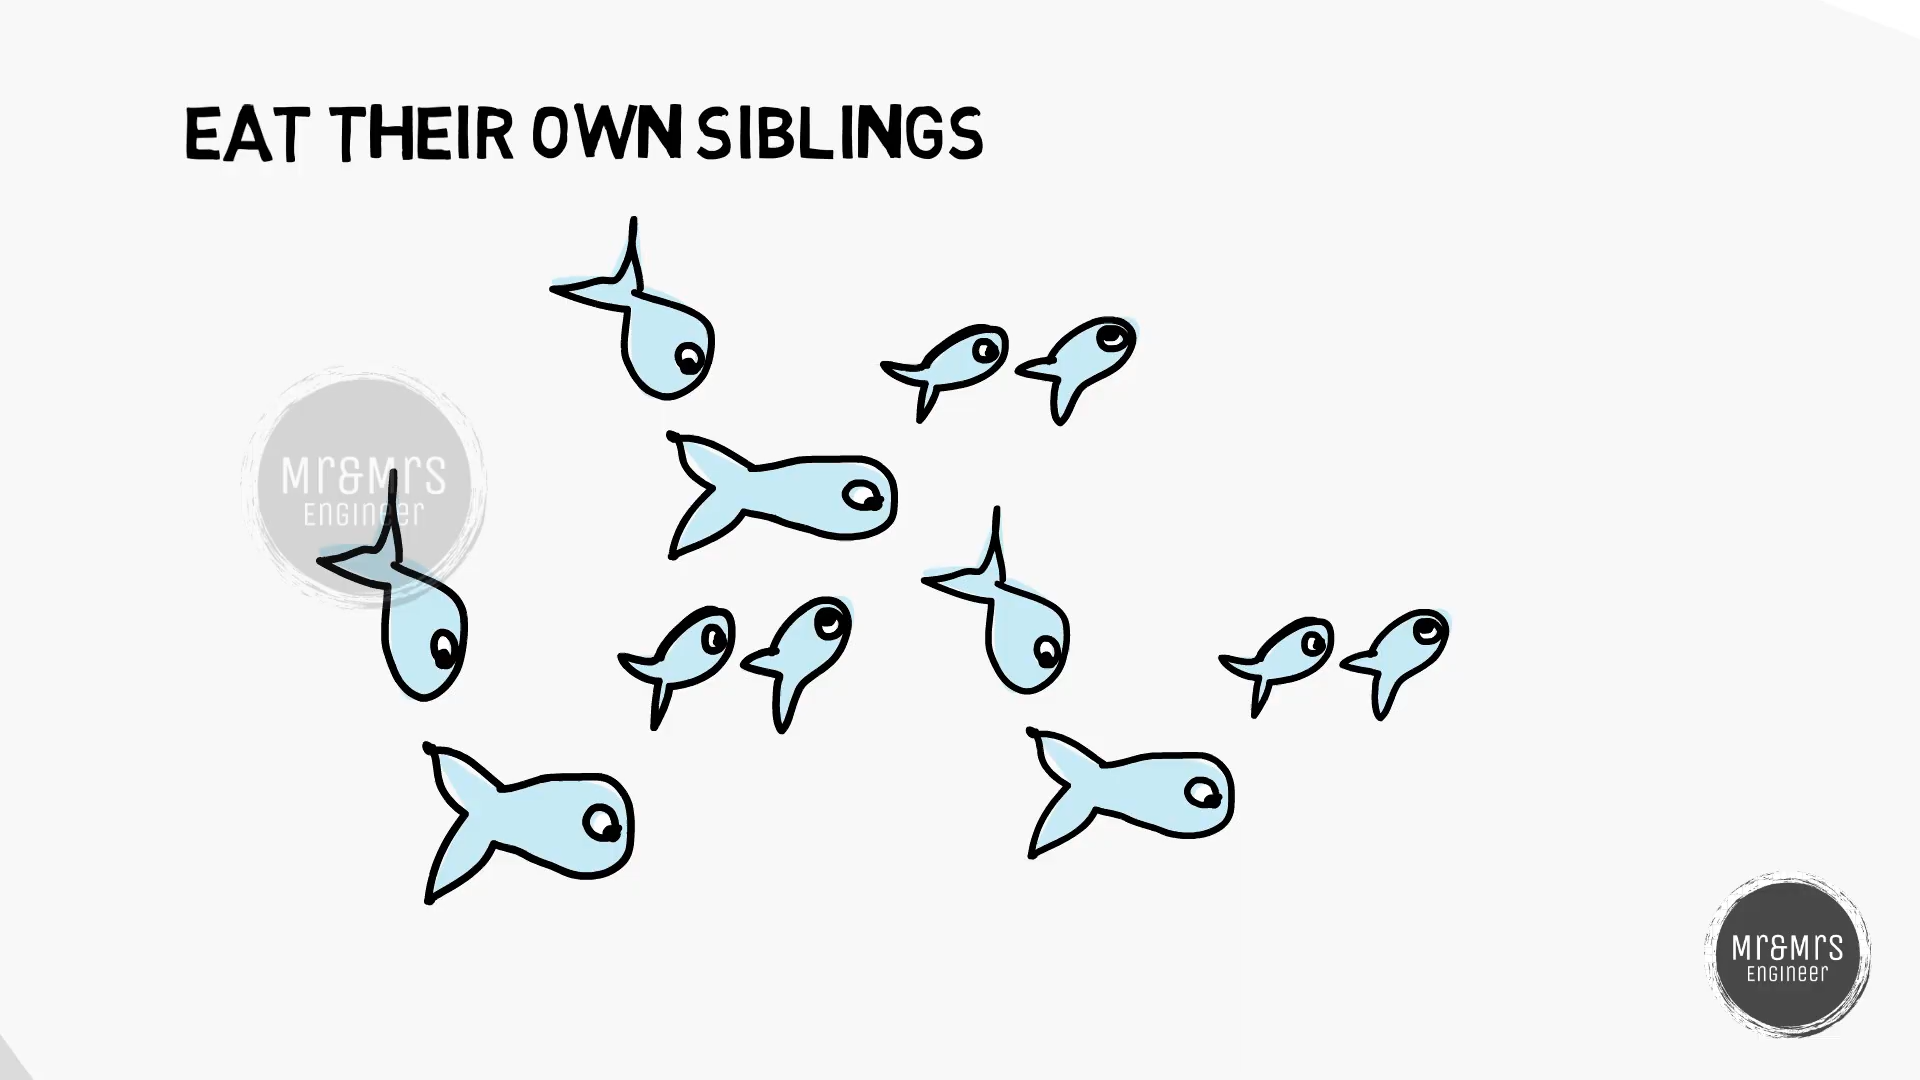 EAT THEIR OWN SIBLINGS
Mr&Mrs
Engineer
Mr&Mrs
Engineer